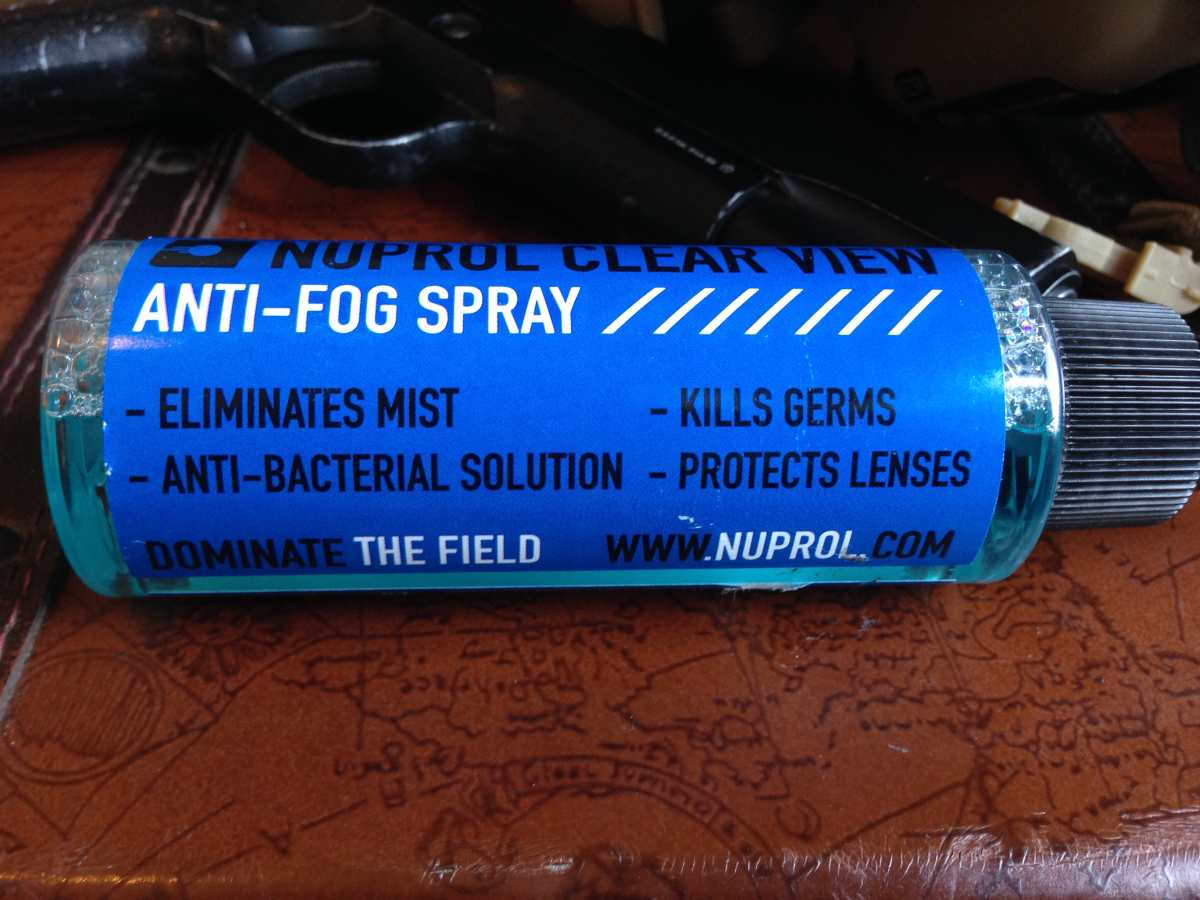 NUPROL CLEAR VIEW
ANTI-FOG SPRAY ///////
- ELIMINATES MIST - KILLS GERMS
- ANTI-BACTERIAL SOLUTION - PROTECTS LENSES
DOMINATE THE FIELD WWW.NUPROL.COM